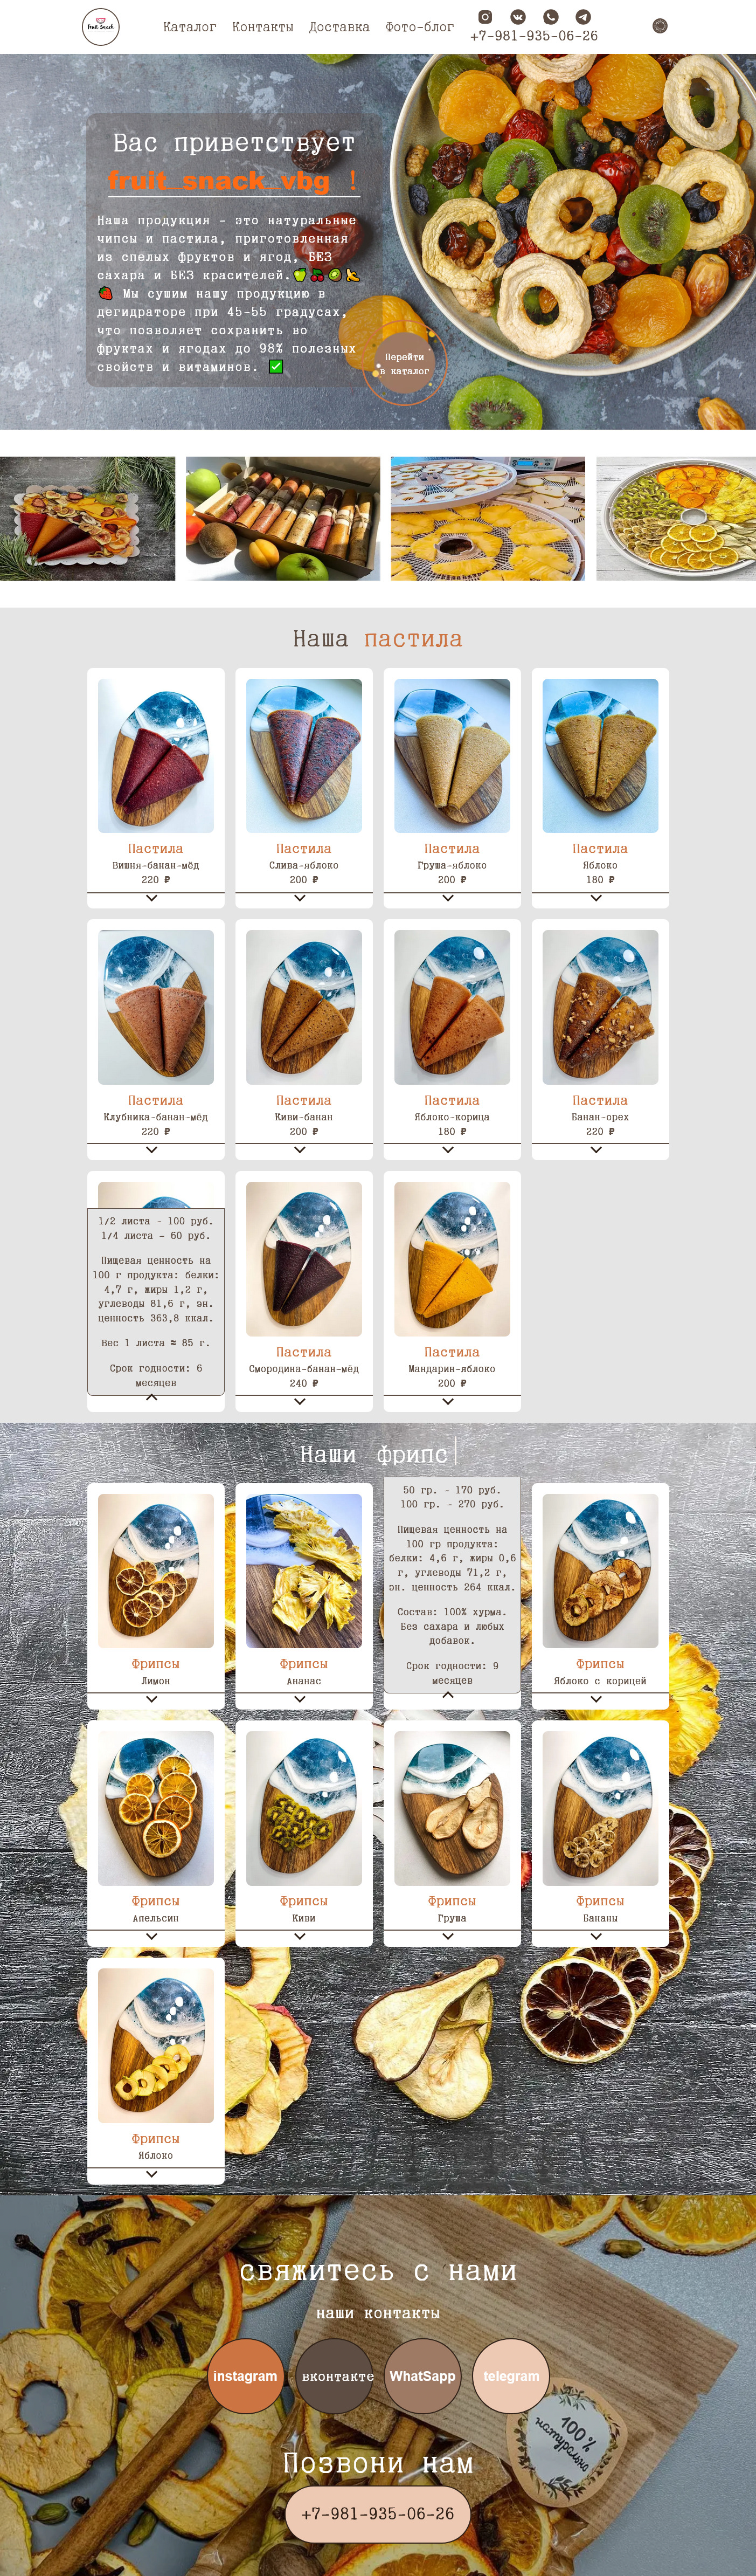 Fruit Snack
Каталог Контакты Доставка Фото-блог
+7-981-935-06-26
Вас приветствует
fruit_snack_vbg !
Наша продукция - это натуральные
чипсы и пастила, приготовленная
из спелых фруктов и ягод, БЕЗ
сахара и БЕЗ красителей.🍏🍒🥝🍌
🍓 Мы сушим нашу продукцию в
дегидраторе при 45-55 градусах,
что позволяет сохранить во
фруктах и ягодах до 98% полезных
свойств и витаминов. ✅
Перейти
в каталог
Наша пастила
Пастила
Вишня-банан-мёд
220 ₽
Пастила
Слива-яблоко
200 ₽
Пастила
Груша-яблоко
200 ₽
Пастила
Яблоко
180 ₽
Пастила
Клубника-банан-мёд
220 ₽
Пастила
Киви-банан
200 ₽
Пастила
Яблоко-корица
180 ₽
Пастила
Банан-орех
220 ₽
1/2 листа - 100 руб.
1/4 листа - 60 руб.
Пищевая ценность на
100 г продукта: белки:
4,7 г, жиры 1,2 г,
углеводы 81,6 г, эн.
ценность 363,8 ккал.
Вес 1 листа ≈ 85 г.
Срок годности: 6
месяцев
Пастила
Смородина-банан-мёд
240 ₽
Пастила
Мандарин-яблоко
200 ₽
Наши фрипс
Фрипсы
Лимон
Фрипсы
Ананас
50 гр. - 170 руб.
100 гр. - 270 руб.
Пищевая ценность на
100 гр продукта:
белки: 4,6 г, жиры 0,6
г, углеводы 71,2 г,
эн. ценность 264 ккал.
Состав: 100% хурма.
Без сахара и любых
добавок.
Срок годности: 9
месяцев
Фрипсы
Яблоко с корицей
Фрипсы
Апельсин
Фрипсы
Киви
Фрипсы
Груша
Фрипсы
Бананы
Фрипсы
Яблоко
свяжитесь с нами
наши контакты
instagram
вконтакте
WhatSapp
telegram
100%
натурально
Позвони нам
+7-981-935-06-26